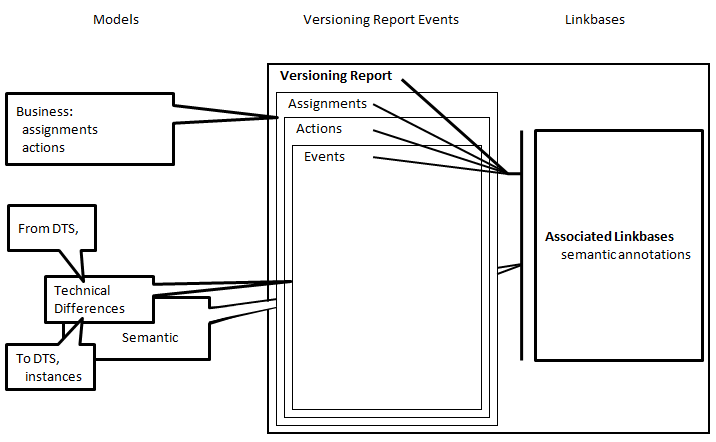 Models
Versioning Report Events
Linkbases
Versioning Report
Assignments
Actions
Events
Business:
assignments
actions
From DTS,
Technical
Differences
Semantic
To DTS,
instances
Associated Linkbases
semantic annotations